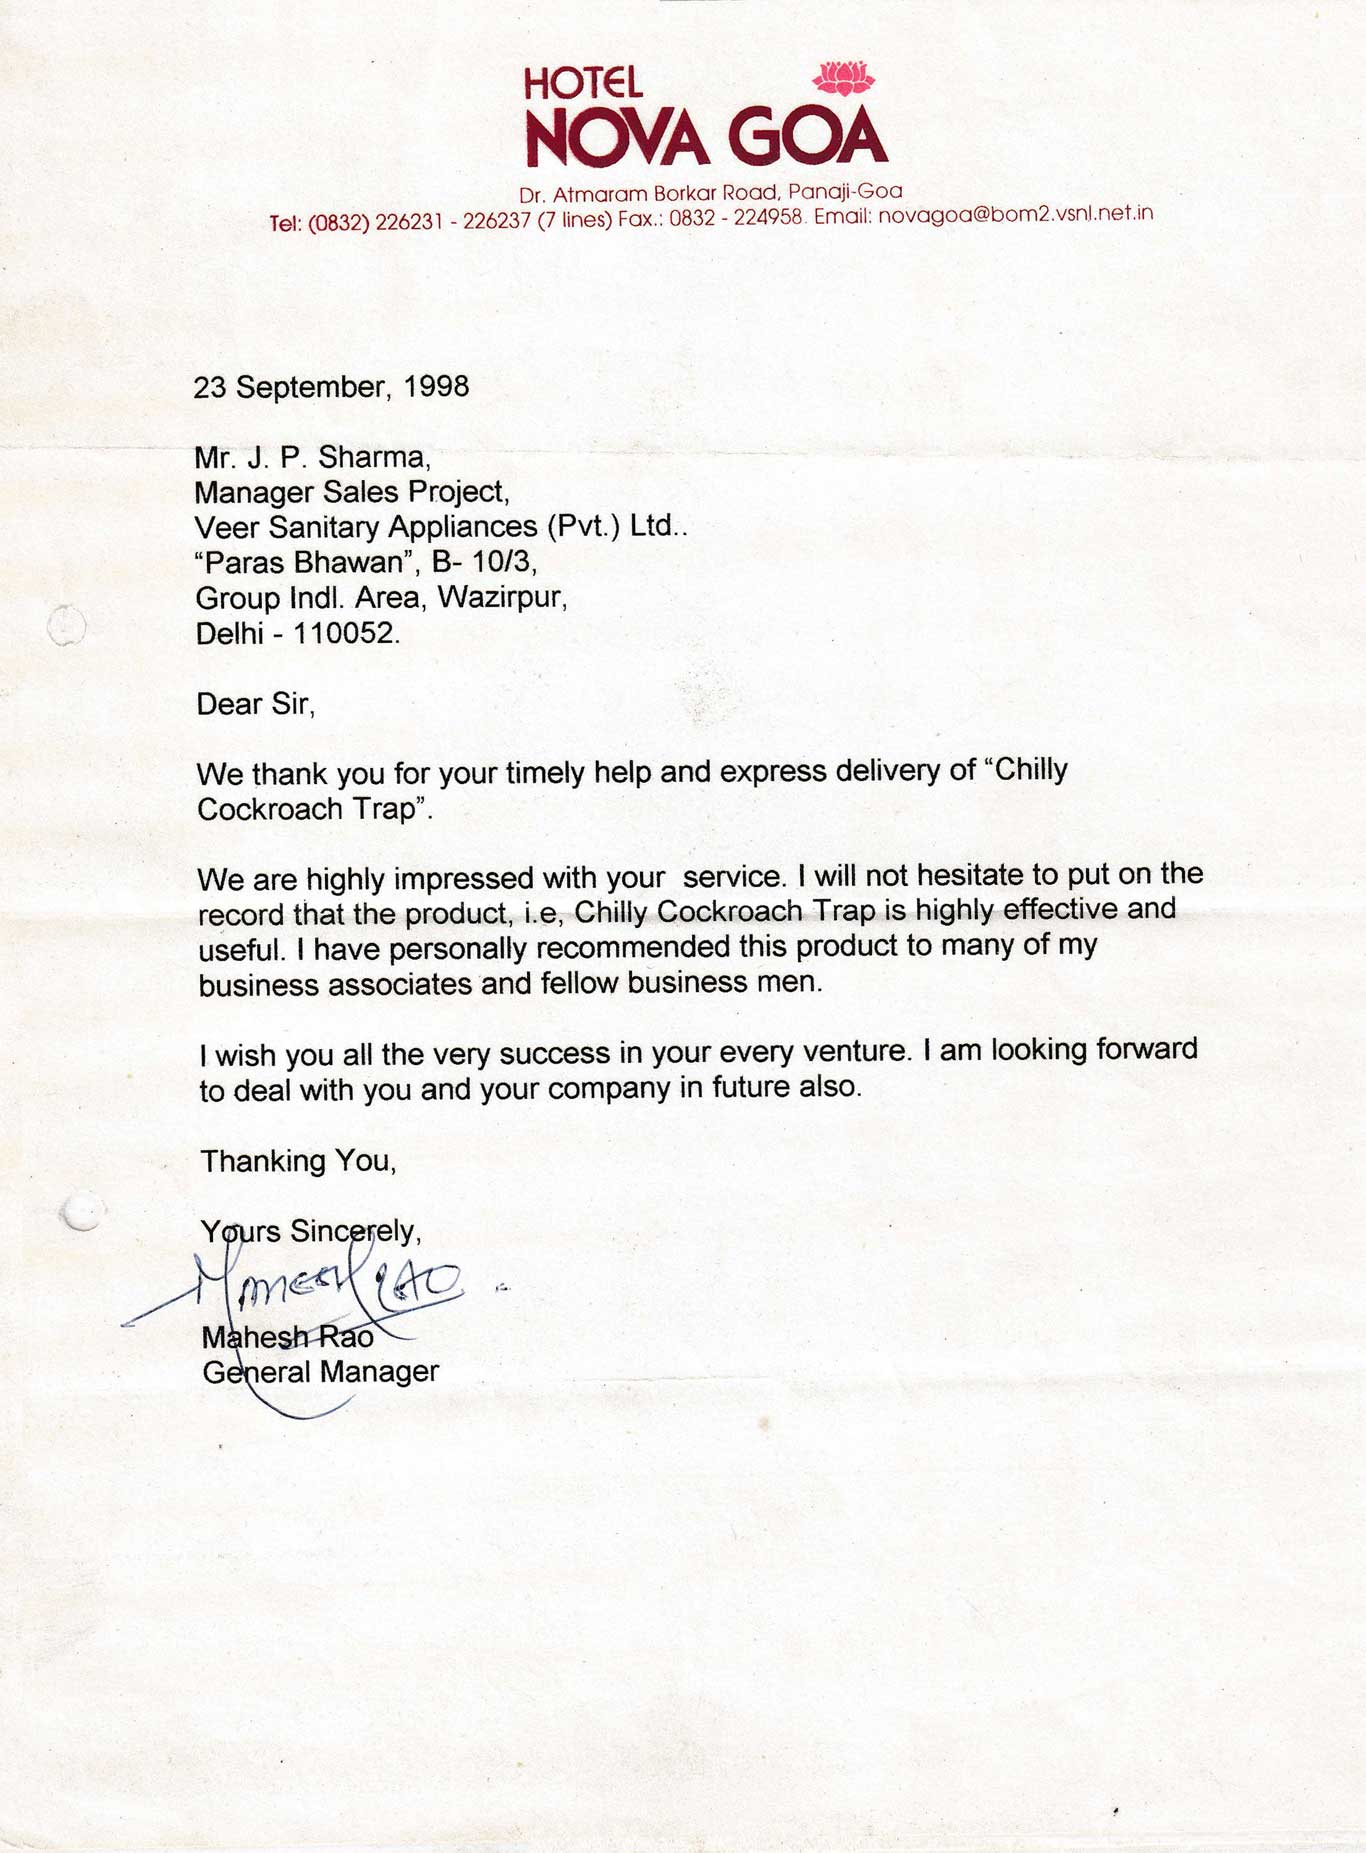 HOTEL
NOVA GOA
Dr. Atmaram Borkar Road, Panaji-Goa
Tel: (0832) 226231 - 226237 (7 lines) Fax.: 0832 - 224958. Email: novagoa@bom2.vsnl.net.in
23 September, 1998
Mr. J. P. Sharma,
Manager Sales Project,
Veer Sanitary Appliances (Pvt.) Ltd..
“Paras Bhawan”, B- 10/3,
Group Indl. Area, Wazirpur,
Delhi - 110052.
Dear Sir,
We thank you for your timely help and express delivery of “Chilly
Cockroach Trap”.
We are highly impressed with your  service. I will not hesitate to put on the
record that the product, i.e, Chilly Cockroach Trap is highly effective and
useful. I have personally recommended this product to many of my
business associates and fellow business men.
I wish you all the very success in your every venture. I am looking forward
to deal with you and your company in future also.
Thanking You,
Yours Sincerely,
MAHESH RAO
Mahesh Rao
General Manager